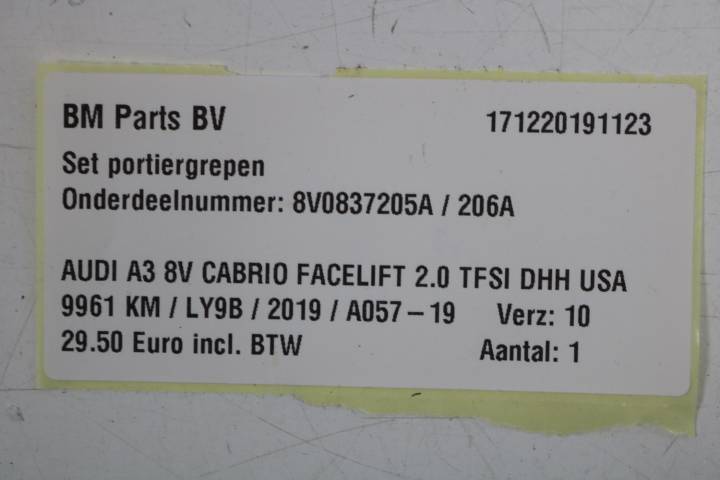 BM Parts BV 171220191123
Set portiergrepen
Onderdeelnummer: 8V0837205A / 206A
AUDI A3 8V CABRIO FACELIFT 2.0 TFSI DHH USA
9961 KM / LY9B / 2019 / A057-19 Verz: 10
29.50 Euro incl. BTW Aantal: 1